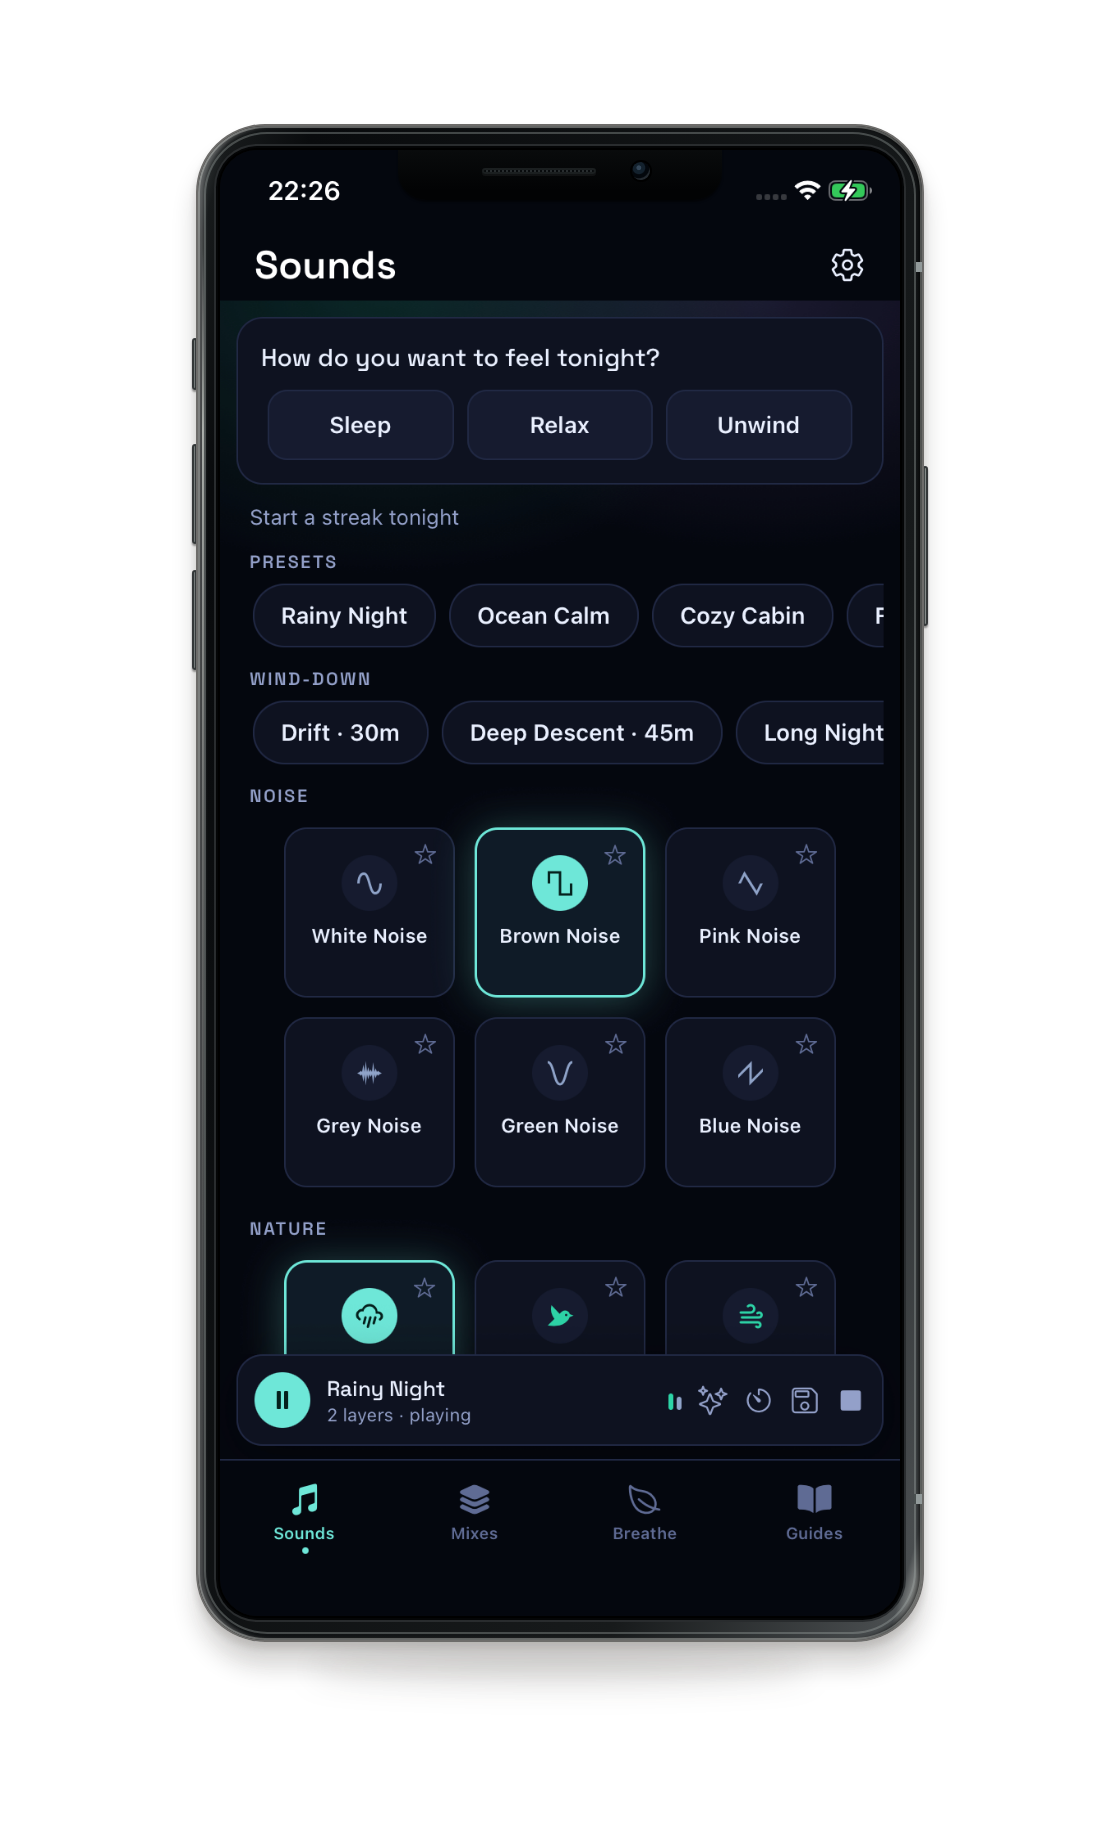 22:26
Sounds
How do you want to feel tonight?
Sleep Relax Unwind
Start a streak tonight
PRESETS
Rainy Night Ocean Calm Cozy Cabin F
WIND-DOWN
Drift · 30m Deep Descent · 45m Long Night
NOISE
White Noise Brown Noise Pink Noise
Grey Noise Green Noise Blue Noise
NATURE
Rainy Night
2 layers · playing
Sounds Mixes Breathe Guides